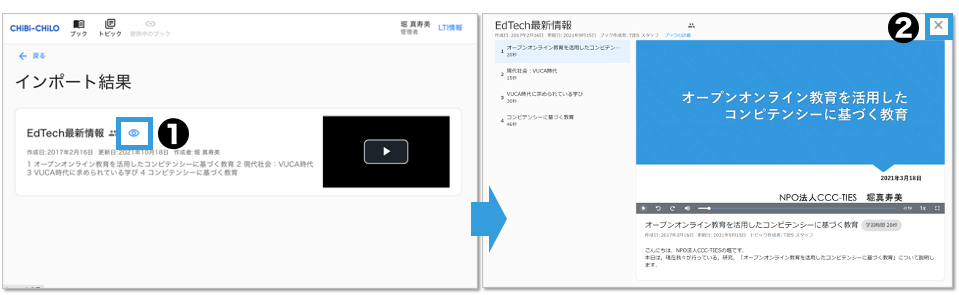 CHiBi-CHiLO
ブック
トピック
提供中のブック
堀 真寿美
管理者
LTI情報
← 戻る
インポート結果
EdTech最新情報
1
作成日:2017年2月16日 更新日:2021年10月18日 作成者:堀 真寿美
1 オープンオンライン教育を活用したコンピテンシーに基づく教育 2 現代社会：VUCA時代
3 VUCA時代に求められている学び 4 コンピテンシーに基づく教育
EdTech最新情報
2
作成日: 2017年2月16日 更新日: 2021年9月15日 ブック作成者: TIES スタッフ ブックの詳細
1 オープンオンライン教育を活用したコンピテンシ…
20秒
2 現代社会：VUCA時代
15秒
3 VUCA時代に求められている学び
30秒
4 コンピテンシーに基づく教育
46秒
オープンオンライン教育を活用した
コンピテンシーに基づく教育
2021年3月18日
NPO法人CCC-TIES 堀真寿美
1x
オープンオンライン教育を活用したコンピテンシーに基づく教育 学習時間 20秒
作成日: 2017年2月16日 更新日: 2021年9月15日 トピック作成者: TIES スタッフ
こんにちは、NPO法人CCC-TIESの堀です。
本日は、現在我々が行っている、研究、「オープンオンライン教育を活用したコンピテンシーに基づく教育」について説明し
ます。